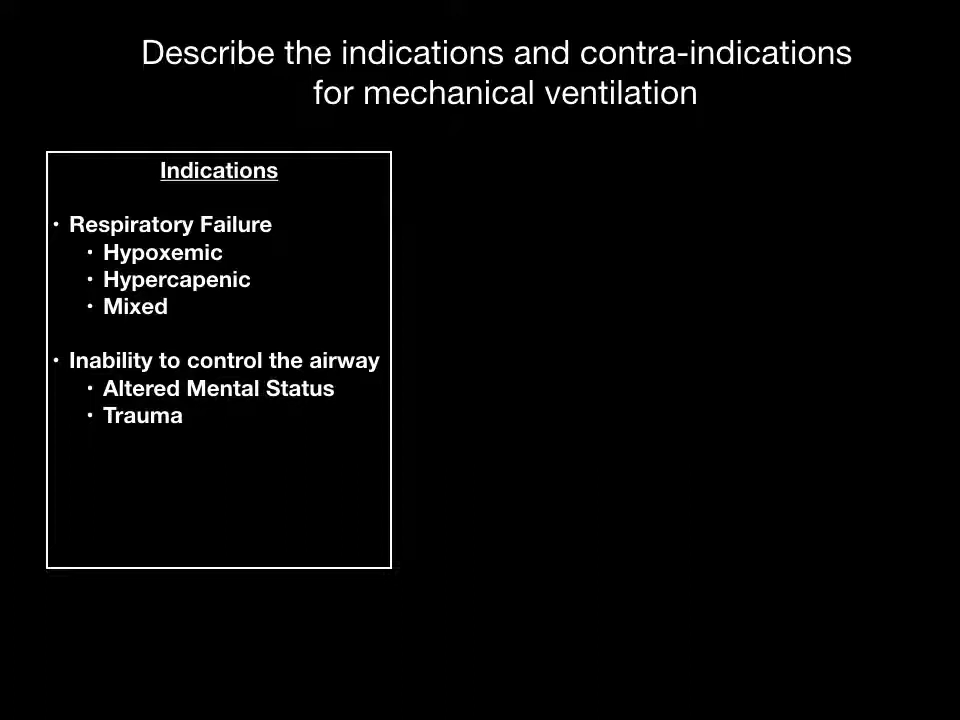 Describe the indications and contra-indications
for mechanical ventilation
Indications
• Respiratory Failure
• Hypoxemic
• Hypercapenic
• Mixed
• Inability to control the airway
• Altered Mental Status
• Trauma